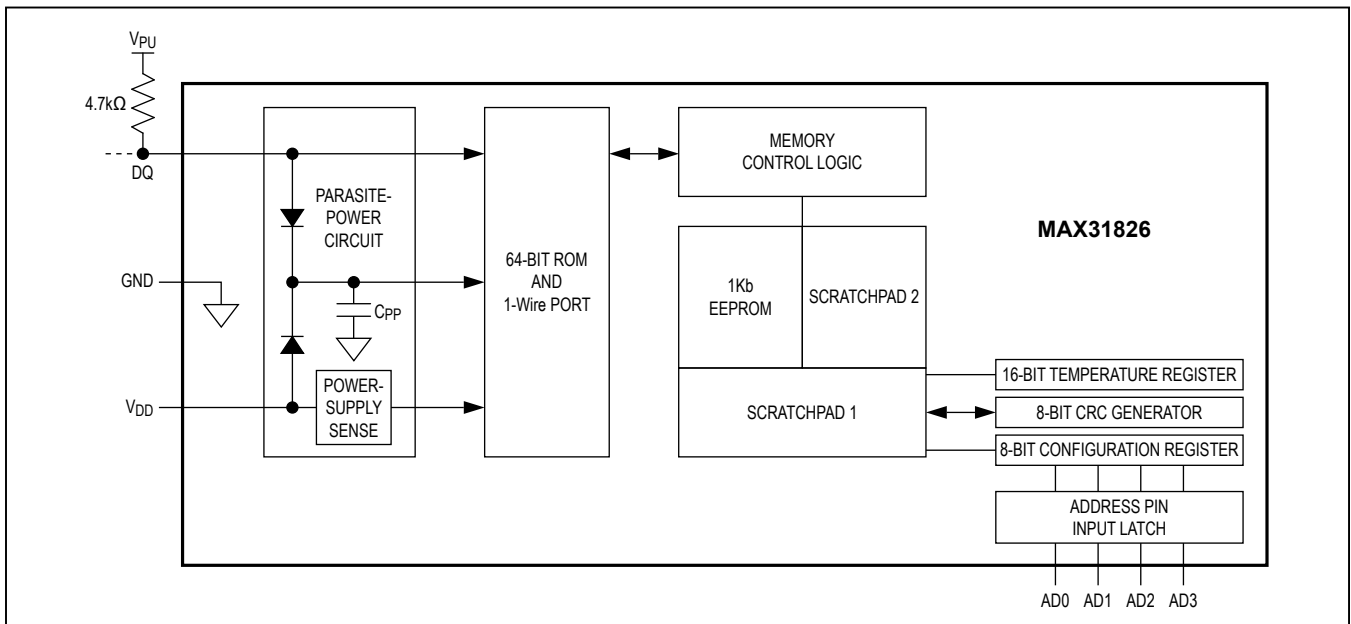 VPU
4.7kΩ
DQ
GND
VDD
PARASITE-
POWER
CIRCUIT
CPP
POWER-
SUPPLY
SENSE
64-BIT ROM
AND
1-Wire PORT
MEMORY
CONTROL LOGIC
1Kb
EEPROM
SCRATCHPAD 2
SCRATCHPAD 1
MAX31826
16-BIT TEMPERATURE REGISTER
8-BIT CRC GENERATOR
8-BIT CONFIGURATION REGISTER
ADDRESS PIN
INPUT LATCH
AD0 AD1 AD2 AD3